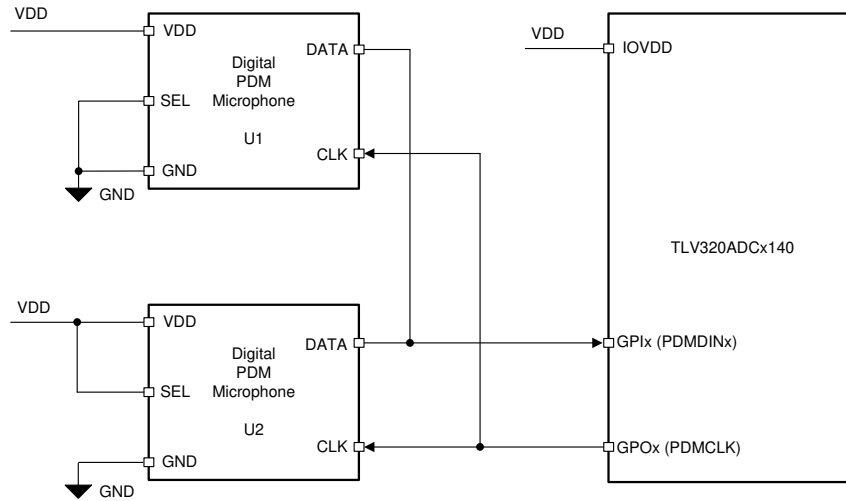 VDD
VDD
DATA
Digital
PDM
Microphone
SEL
U1
CLK
GND
GND
VDD
IOVDD
TLV320ADCx140
VDD
VDD
DATA
Digital
PDM
Microphone
SEL
U2
CLK
GND
GND
GPIx (PDMDINx)
GPOx (PDMCLK)